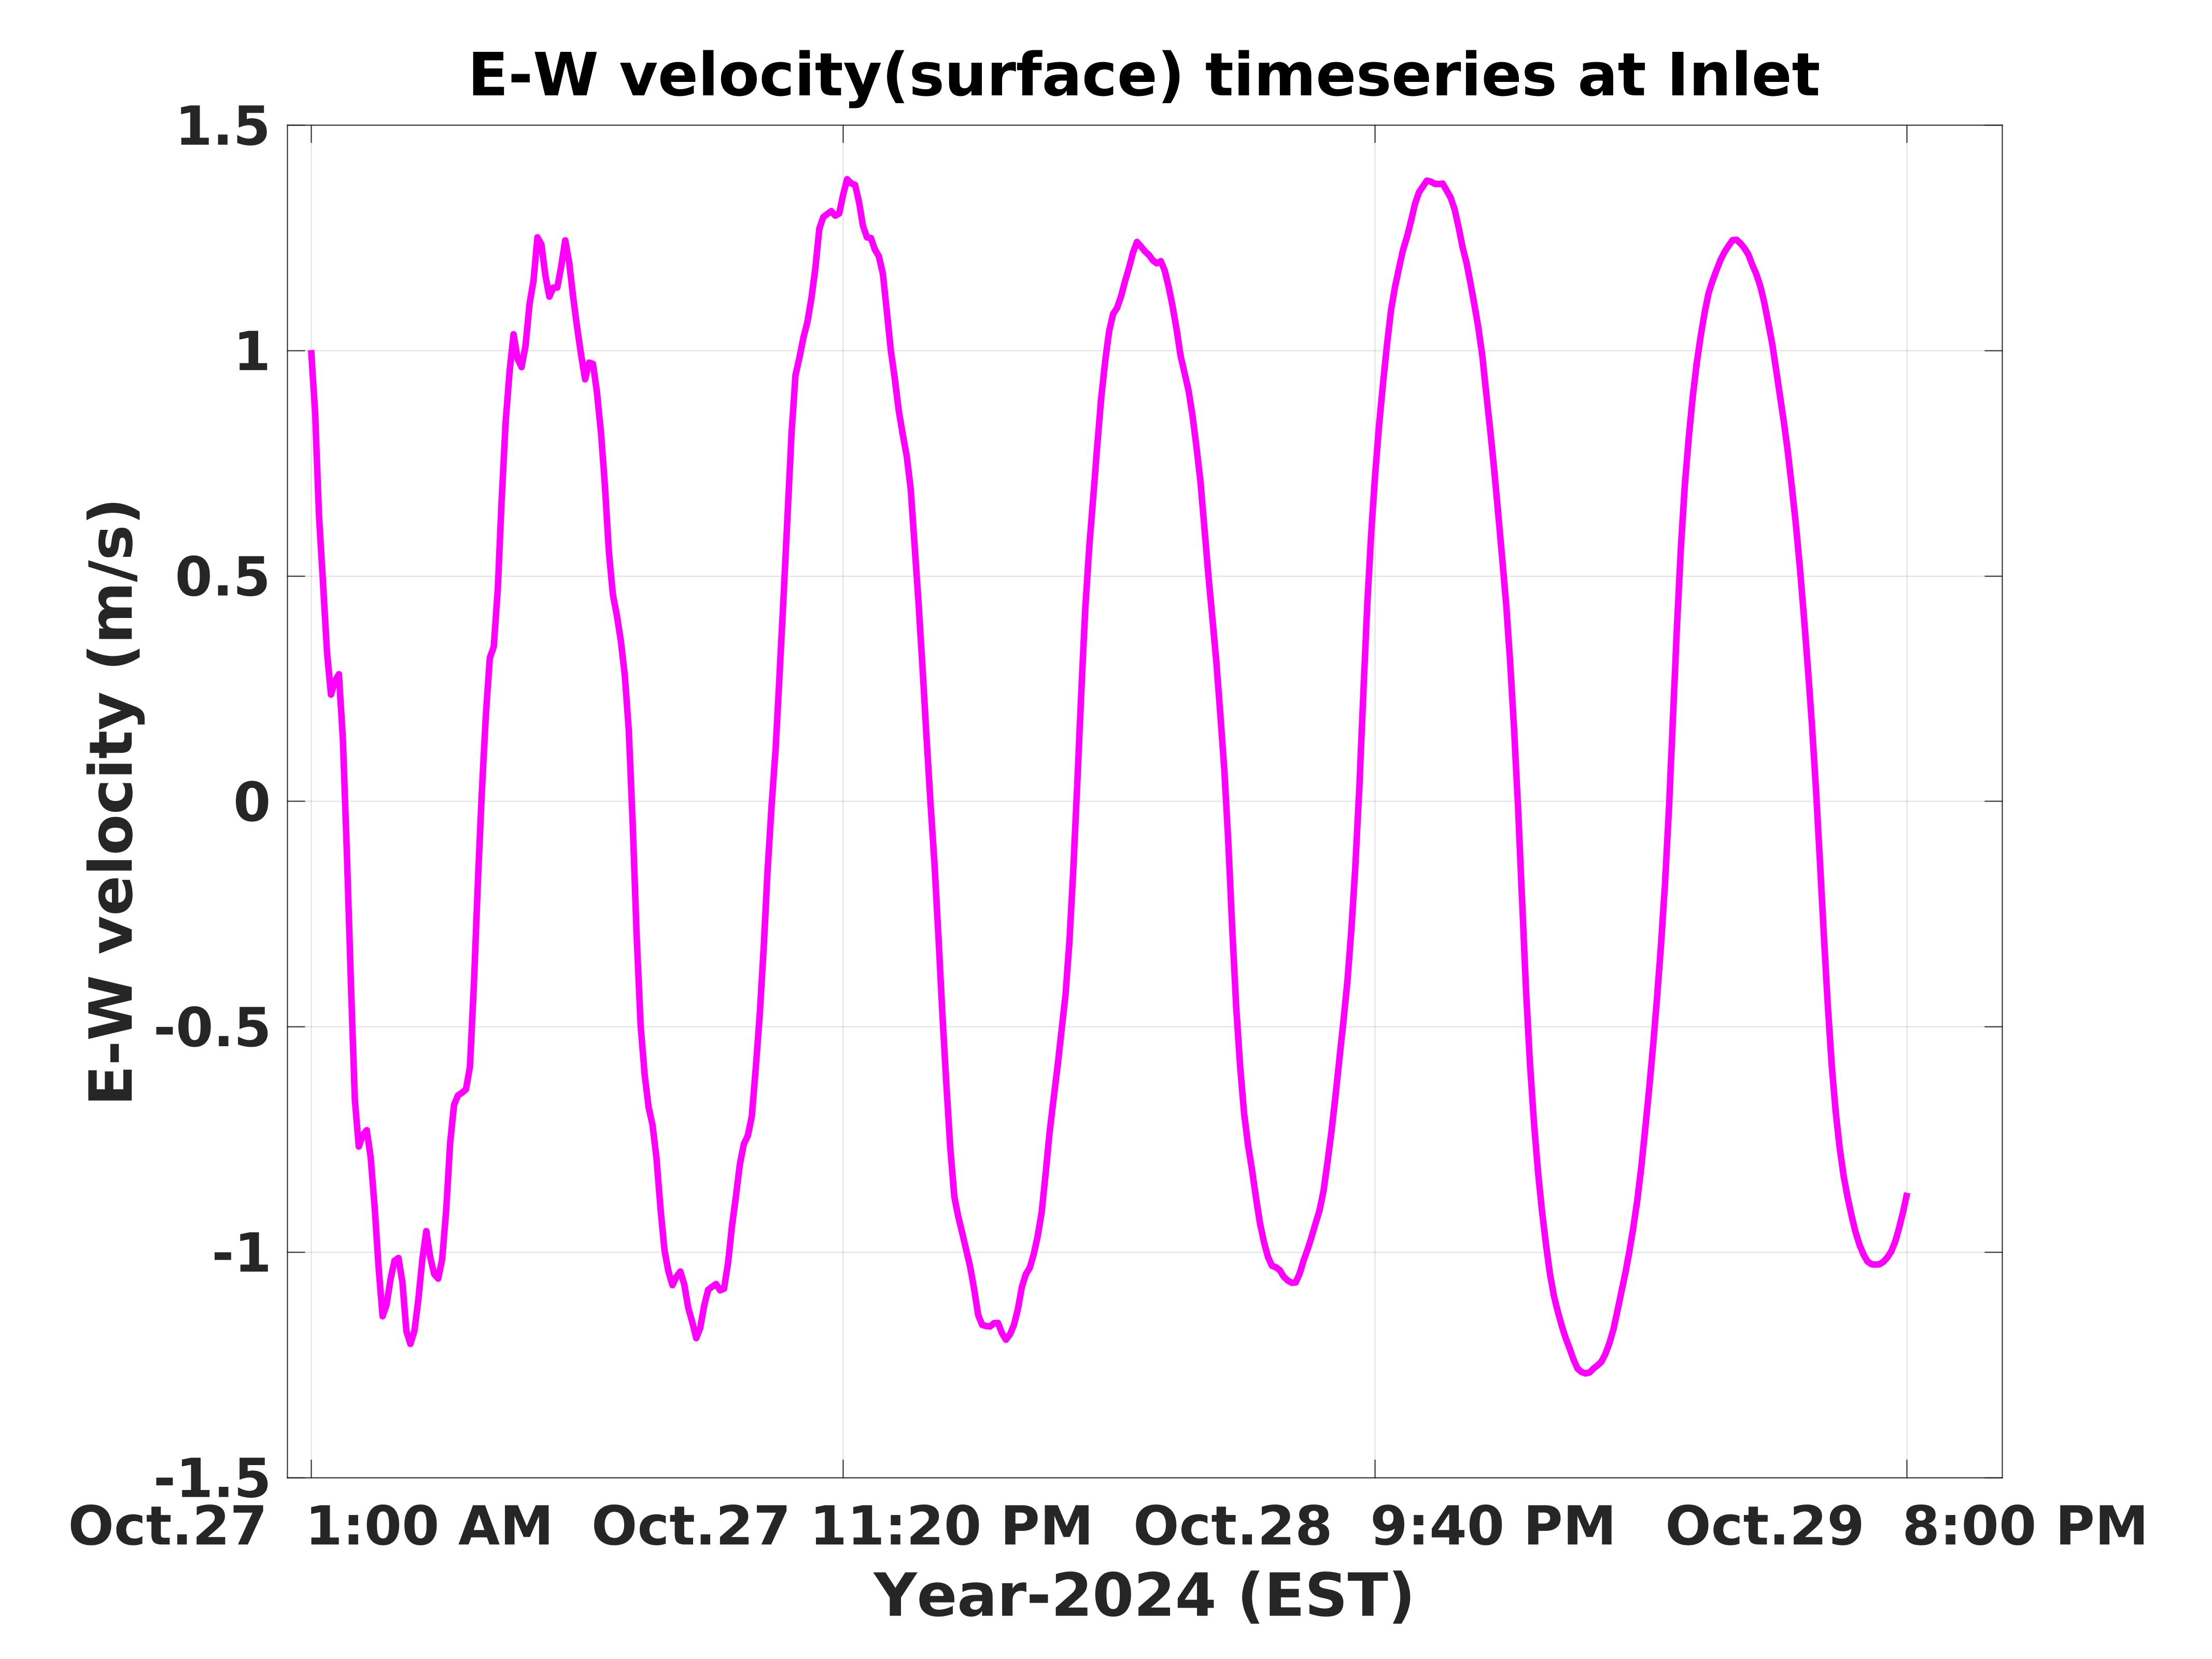 E-W velocity(surface) timeseries at Inlet
E-W velocity (m/s)
1.5
1
0.5
0
-0.5
-1
-1.5
Oct.27 1:00 AM Oct.27 11:20 PM Oct.28 9:40 PM Oct.29 8:00 PM
Year-2024 (EST)